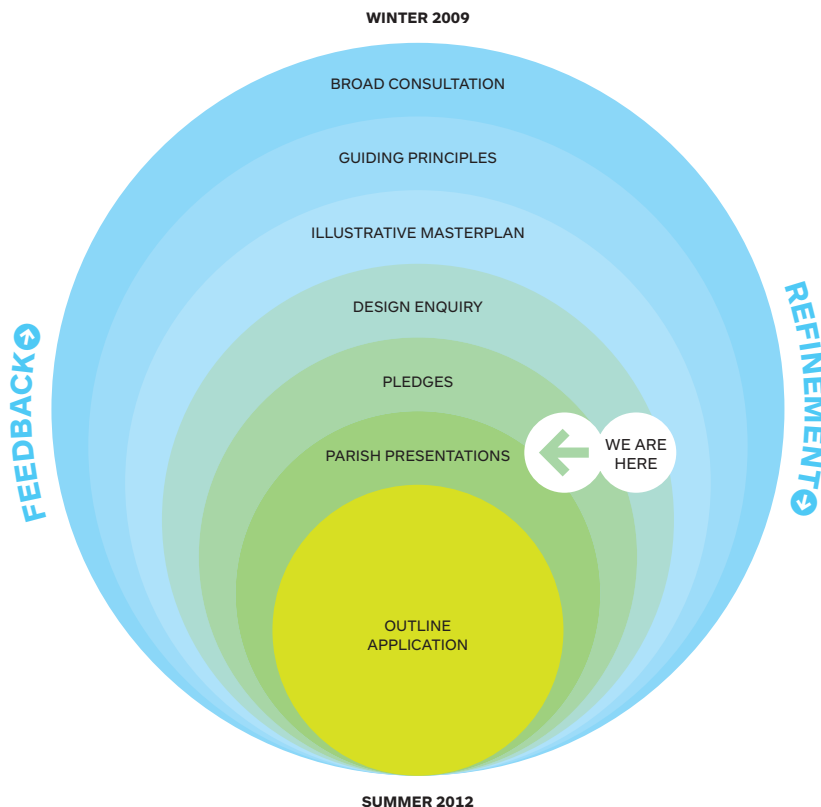 WINTER 2009
BROAD CONSULTATION
GUIDING PRINCIPLES
ILLUSTRATIVE MASTERPLAN
DESIGN ENQUIRY
PLEDGES
PARISH PRESENTATIONS
WE ARE
HERE
OUTLINE
APPLICATION
FEEDBACK
REFINEMENT
SUMMER 2012